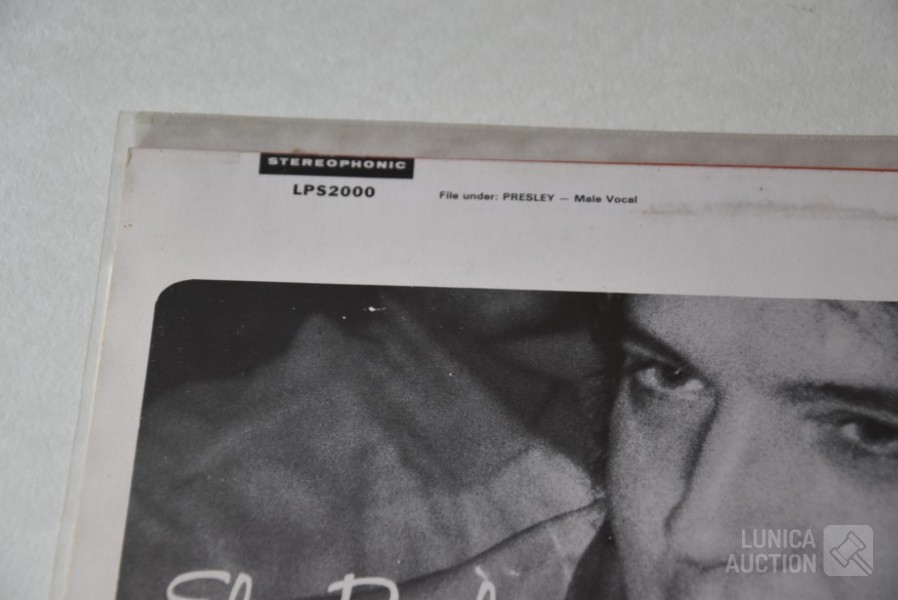 STEREOPHONIC
LPS2000
File under: PRESLEY — Male Vocal
LUNICA
AUCTION